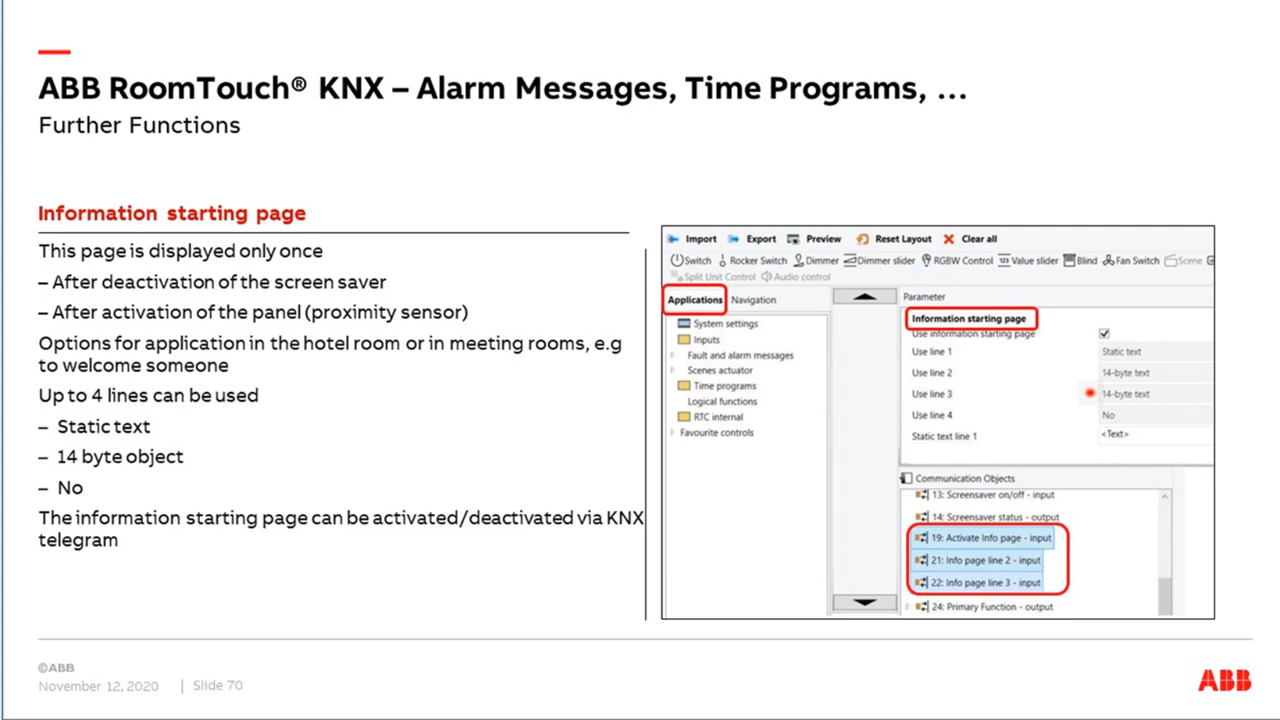 ABB RoomTouch® KNX – Alarm Messages, Time Programs, …
Further Functions
Information starting page
This page is displayed only once
– After deactivation of the screen saver
– After activation of the panel (proximity sensor)
Options for application in the hotel room or in meeting rooms, e.g
to welcome someone
Up to 4 lines can be used
– Static text
– 14 byte object
– No
The information starting page can be activated/deactivated via KNX
telegram
Import Export Preview Reset Layout Clear all
Switch Rocker Switch Dimmer Dimmer slider RGBW Control Value slider Blind Fan Switch Scene
Split Unit Control Audio control
Applications Navigation
System settings
Inputs
Fault and alarm messages
Scenes actuator
Time programs
Logical functions
RTC internal
Favourite controls
Parameter
Information starting page
Use information starting page
Use line 1 Static text
Use line 2 14-byte text
Use line 3 14-byte text
Use line 4 No
Static text line 1 <Text>
Communication Objects
13: Screensaver on/off - input
14: Screensaver status - output
19: Activate Info page - input
21: Info page line 2 - input
22: Info page line 3 - input
24: Primary Function - output
©ABB
November 12, 2020 | Slide 70
ABB